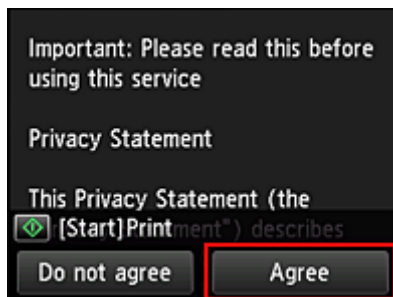 Important: Please read this before
using this service
Privacy Statement
This Privacy Statement (the
[Start]Print ment") describes
Do not agree
Agree